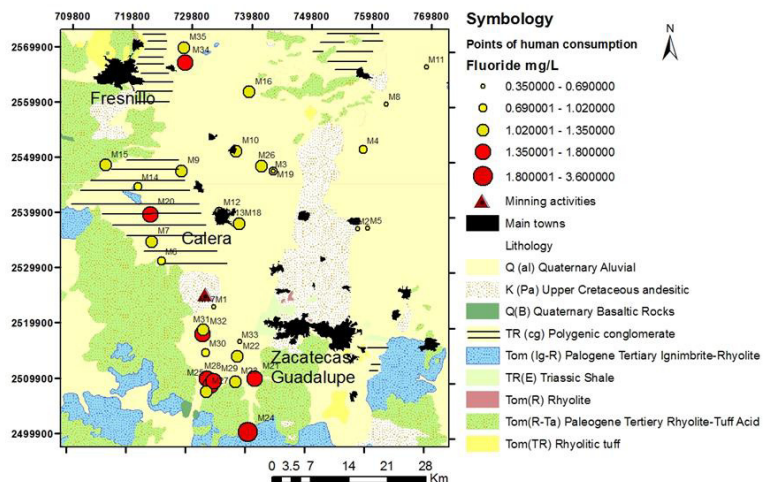 709800 719800 729800 739800 749800 759800 769800
2569900
2559900
2549900
2539900
2529900
2519900
2509900
2499900
M35
M34
M11
M16
M8
Fresnillo
M10
M4
M15
M9
M26
M3
M19
M14
M12
M20
M18
M5
Calera
M7
M6
M1
M31
M32
M33
M30
M22
Zacatecas
Guadalupe
M28
M29
M21
M24
0 3.5 7 14 21 28
Km
Symbology
N
Points of human consumption
Fluoride mg/L
0.350000 - 0.690000
0.690001 - 1.020000
1.020001 - 1.350000
1.350001 - 1.800000
1.800001 - 3.600000
Minning activities
Main towns
Lithology
Q (al) Quaternary Aluvial
K (Pa) Upper Cretaceous andesitic
Q(B) Quaternary Basaltic Rocks
TR (cg) Polygenic conglomerate
Tom (Ig-R) Palogene Tertiary Ignimbrite-Rhyolite
TR(E) Triassic Shale
Tom(R) Rhyolite
Tom(R-Ta) Paleogene Tertiary Rhyolite-Tuff Acid
Tom(TR) Rhyolitic tuff